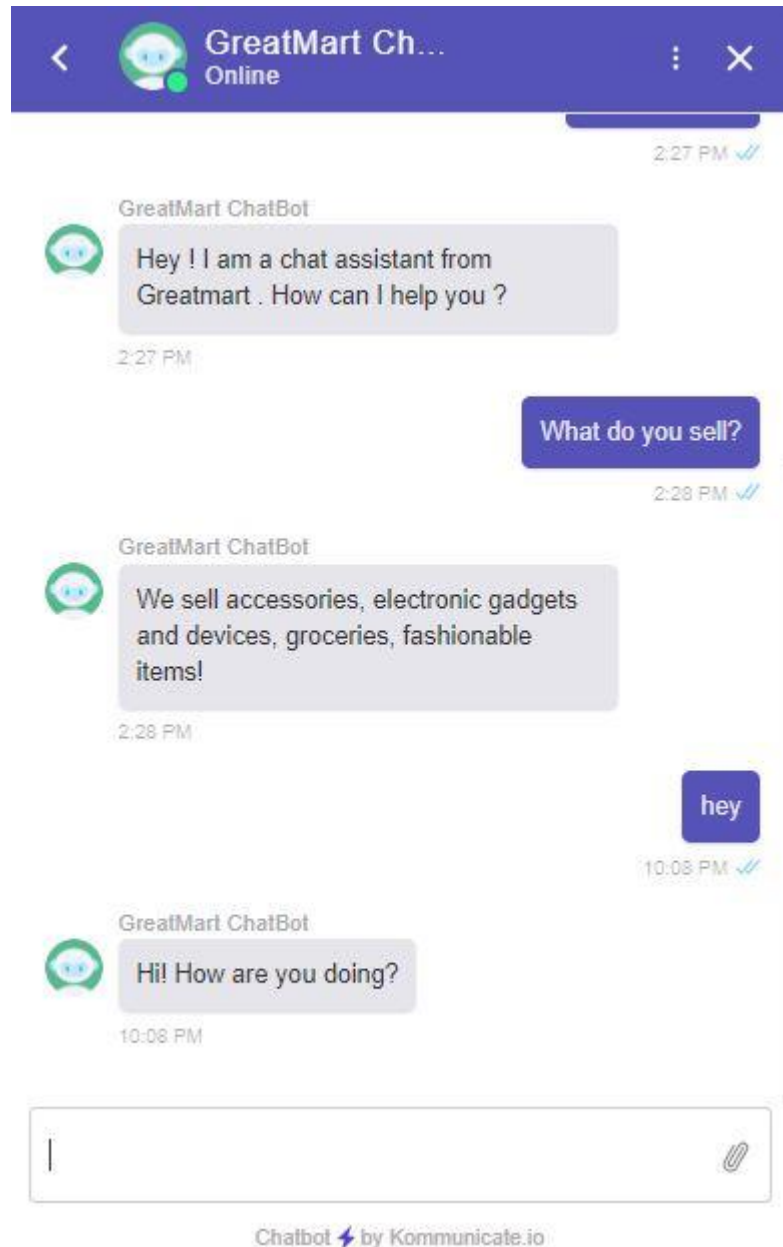 GreatMart Ch...
Online
2:27 PM
GreatMart ChatBot
Hey ! I am a chat assistant from
Greatmart . How can I help you ?
2:27 PM
What do you sell?
2:28 PM
GreatMart ChatBot
We sell accessories, electronic gadgets
and devices, groceries, fashionable
items!
2:28 PM
hey
10:08 PM
GreatMart ChatBot
Hi! How are you doing?
10:08 PM
Chatbot by Kommunicate.io